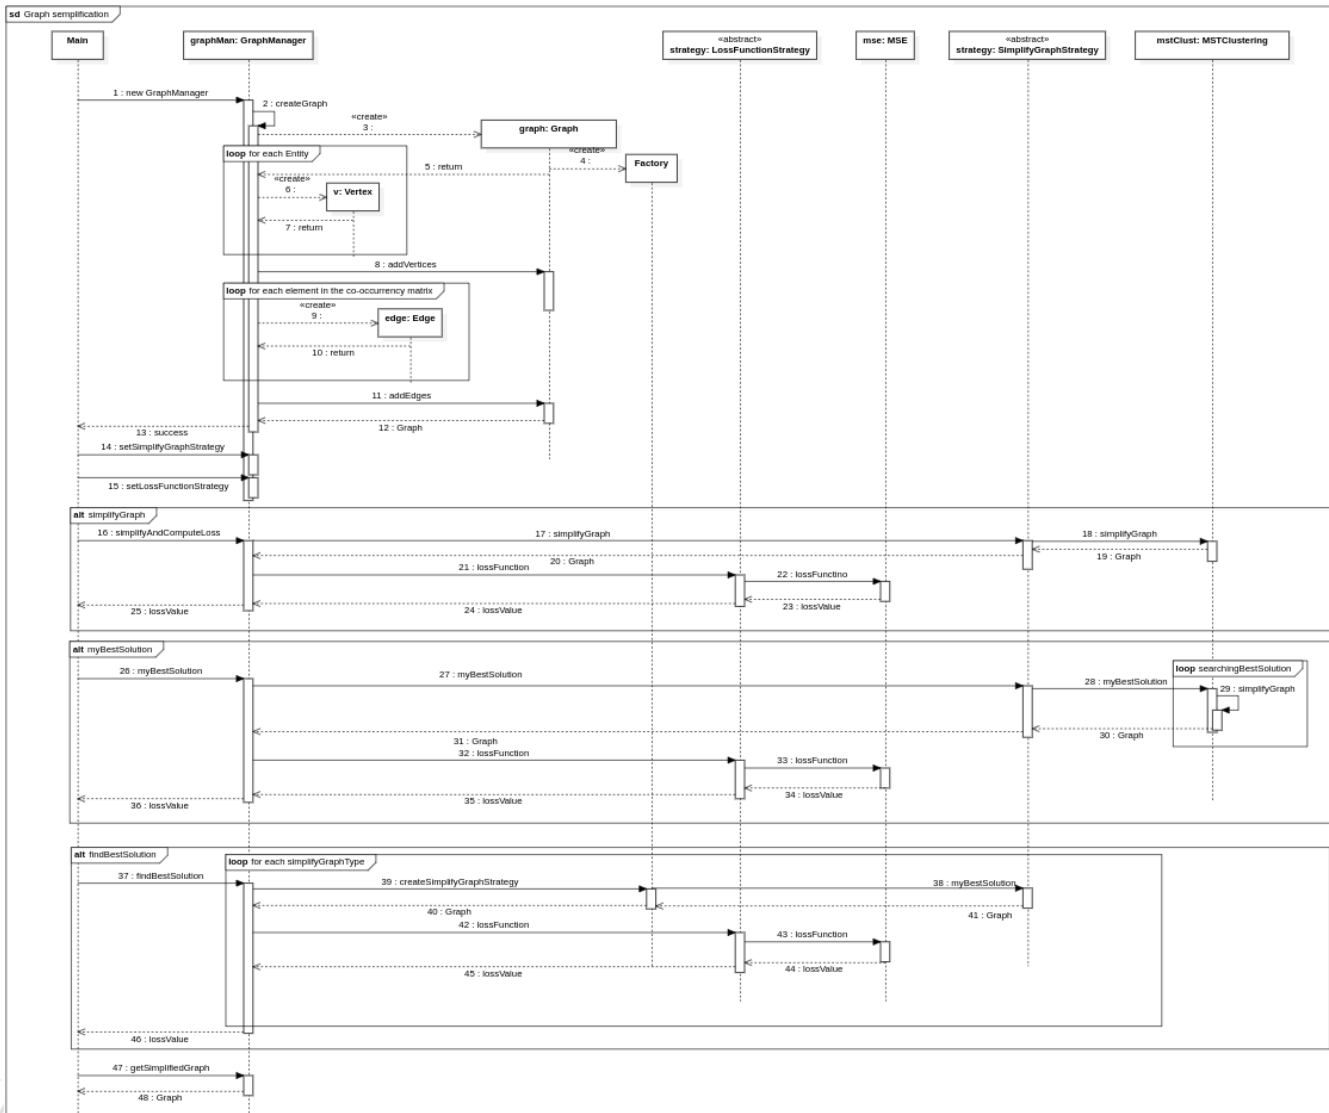 sd Graph semplification
Main
graphMan: GraphManager
«abstract»
strategy: LossFunctionStrategy
mse: MSE
«abstract»
strategy: SimplifyGraphStrategy
mstClust: MSTClustering
1 : new GraphManager
2 : createGraph
«create»
3 :
graph: Graph
«create»
4 :
Factory
loop for each Entity
5 : return
«create»
6 :
v: Vertex
7 : return
8 : addVertices
loop for each element in the co-occurrency matrix
«create»
9 :
edge: Edge
10 : return
11 : addEdges
12 : Graph
13 : success
14 : setSimplifyGraphStrategy
15 : setLossFunctionStrategy
alt simplifyGraph
16 : simplifyAndComputeLoss
17 : simplifyGraph
18 : simplifyGraph
19 : Graph
20 : Graph
21 : lossFunction
22 : lossFunctino
23 : lossValue
24 : lossValue
25 : lossValue
alt myBestSolution
26 : myBestSolution
27 : myBestSolution
loop searchingBestSolution
28 : myBestSolution
29 : simplifyGraph
30 : Graph
31 : Graph
32 : lossFunction
33 : lossFunction
34 : lossValue
35 : lossValue
36 : lossValue
alt findBestSolution
loop for each simplifyGraphType
37 : findBestSolution
39 : createSimplifyGraphStrategy
38 : myBestSolution
40 : Graph
41 : Graph
42 : lossFunction
43 : lossFunction
44 : lossValue
45 : lossValue
46 : lossValue
47 : getSimplifiedGraph
48 : Graph